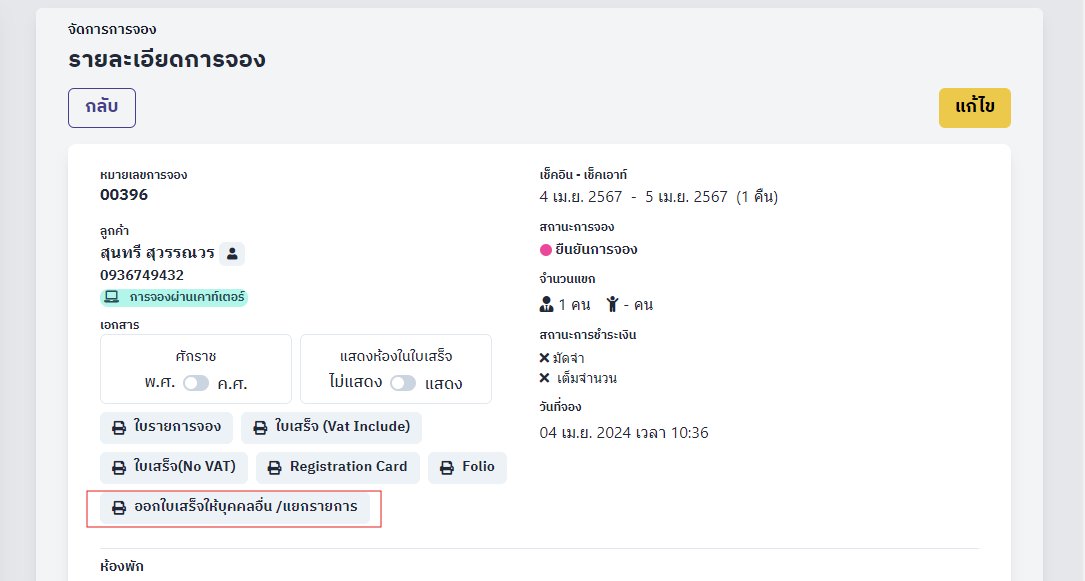 จัดการการจอง
รายละเอียดการจอง
กลับ
แก้ไข
หมายเลขการจอง
00396
ลูกค้า
สุนทรี สุวรรณวร
0936749432
การจองผ่านเคาท์เตอร์
เอกสาร
ศักราช
พ.ศ. ค.ศ.
แสดงห้องในใบเสร็จ
ไม่แสดง แสดง
ใบรายการจอง ใบเสร็จ (Vat Include)
ใบเสร็จ(No VAT) Registration Card Folio
ออกใบเสร็จให้บุคคลอื่น /แยกรายการ
เช็คอิน - เช็คเอาท์
4 เม.ย. 2567 - 5 เม.ย. 2567 (1 คืน)
สถานะการจอง
ยืนยันการจอง
จำนวนแขก
1 คน - คน
สถานะการชำระเงิน
มัดจำ
เต็มจำนวน
วันที่จอง
04 เม.ย. 2024 เวลา 10:36
ห้องพัก